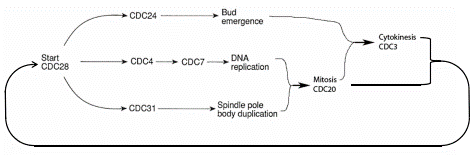 CDC24
Bud
emergence
Cytokinesis
CDC3
Start
CDC28
CDC4
CDC7
DNA
replication
Mitosis
CDC20
CDC31
Spindle pole
body duplication